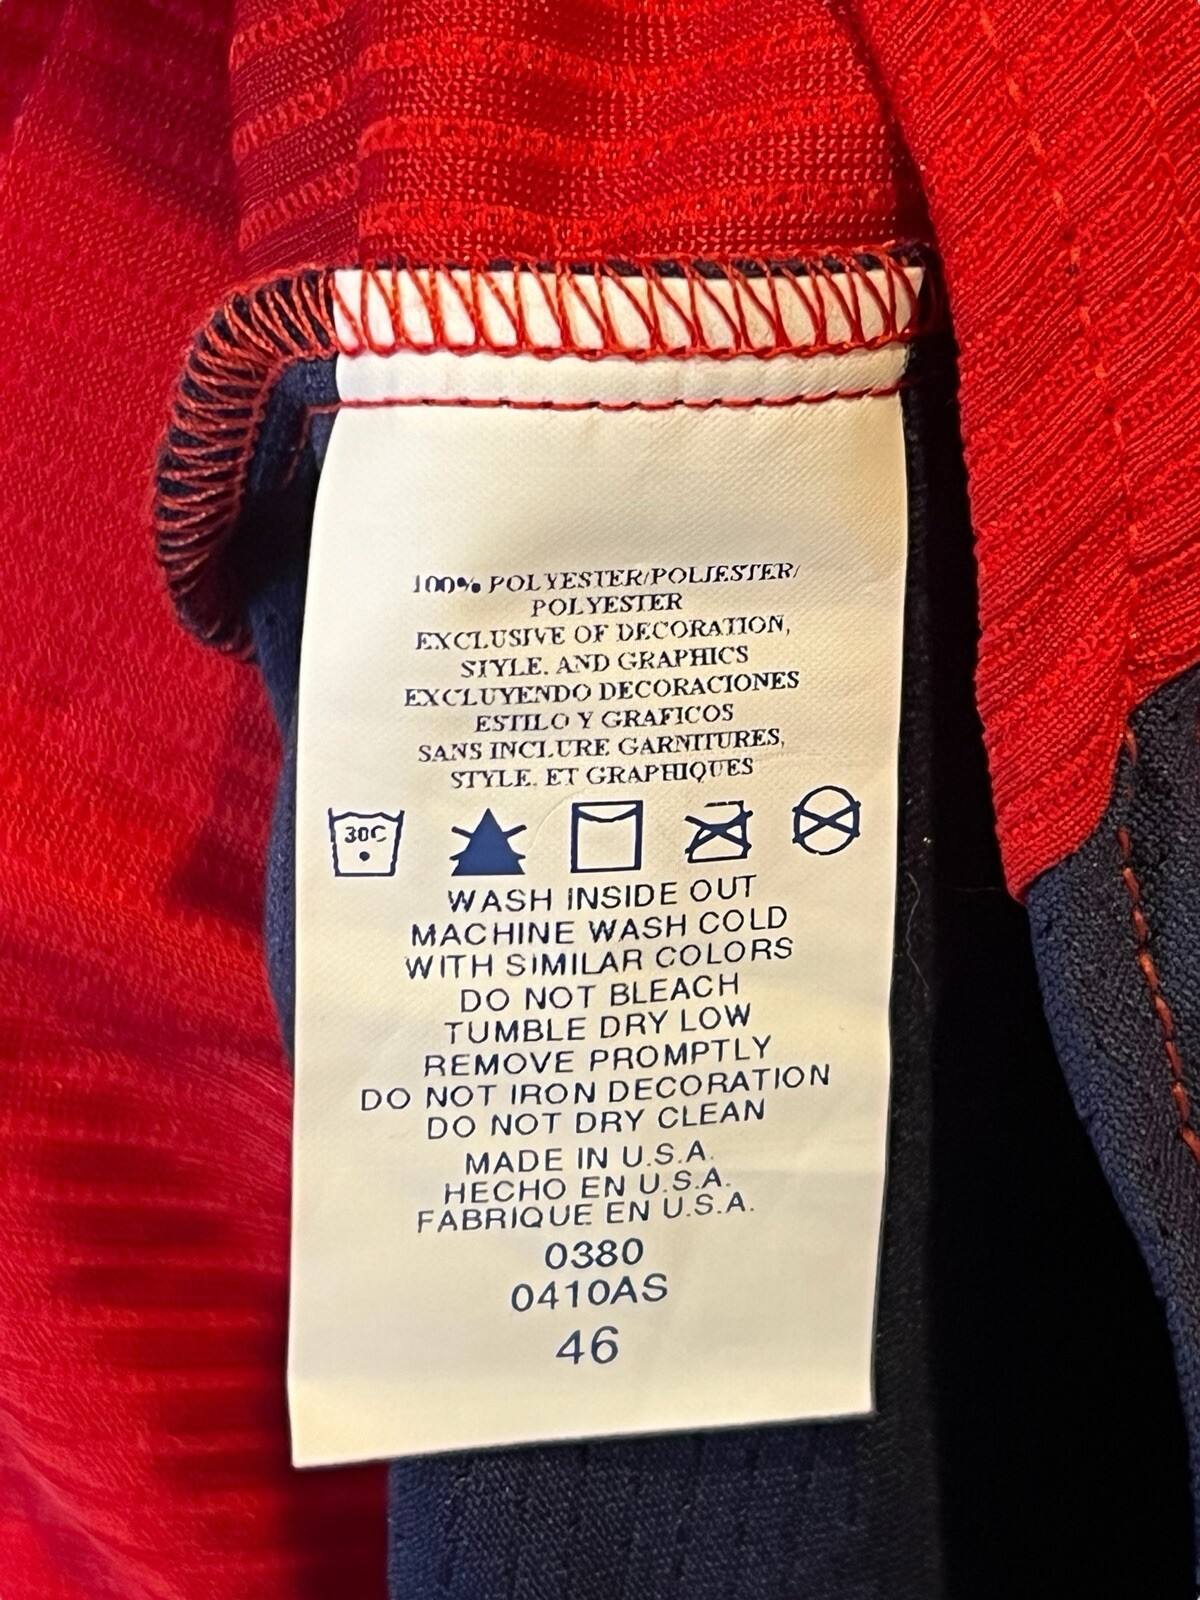 100% POLYESTER/POLIESTER/
POLYESTER
EXCLUSIVE OF DECORATION,
STYLE, AND GRAPHICS
EXCLUYENDO DECORACIONES
ESTILO Y GRAFICOS
SANS INCLURE GARNITURES,
STYLE, ET GRAPHIQUES
30C
WASH INSIDE OUT
MACHINE WASH COLD
WITH SIMILAR COLORS
DO NOT BLEACH
TUMBLE DRY LOW
REMOVE PROMPTLY
DO NOT IRON DECORATION
DO NOT DRY CLEAN
MADE IN U.S.A.
HECHO EN U.S.A.
FABRIQUE EN U.S.A.
0380
0410AS
46